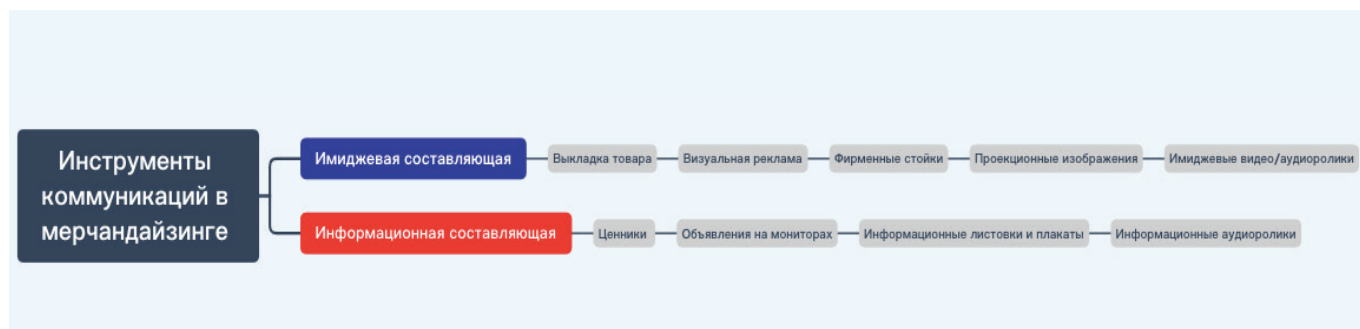 Инструменты
коммуникаций в
мерчандайзинге
Имиджевая составляющая
Выкладка товара
Визуальная реклама
Фирменные стойки
Проекционные изображения
Имиджевые видео/аудиоролики
Информационная составляющая
Ценники
Объявления на мониторах
Информационные листовки и плакаты
Информационные аудиоролики